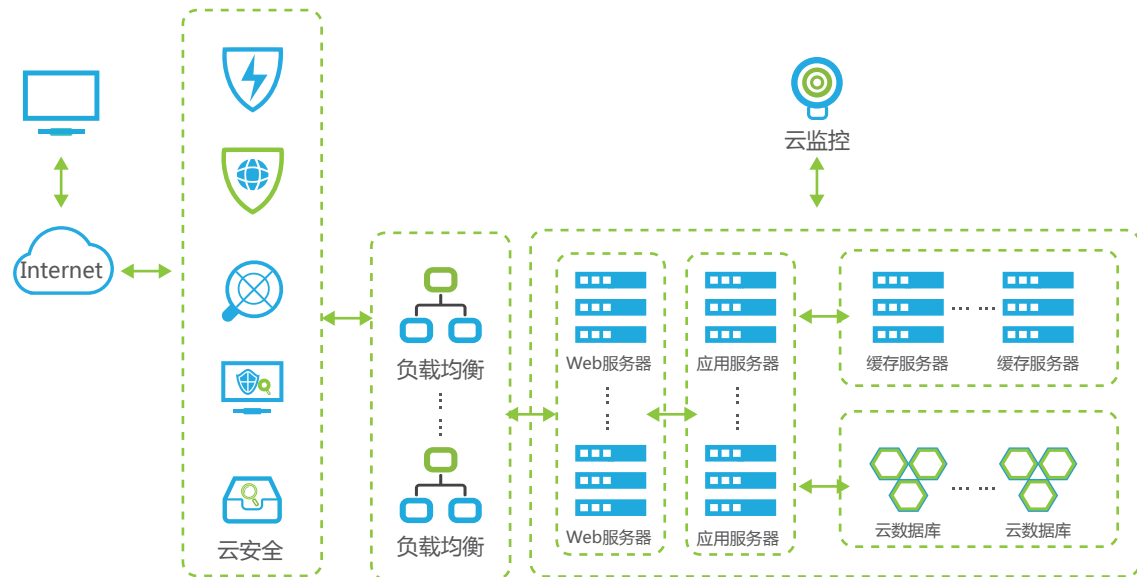 云监控
Internet
负载均衡
Web服务器
应用服务器
缓存服务器
缓存服务器
负载均衡
Web服务器
应用服务器
云数据库
云数据库
云安全